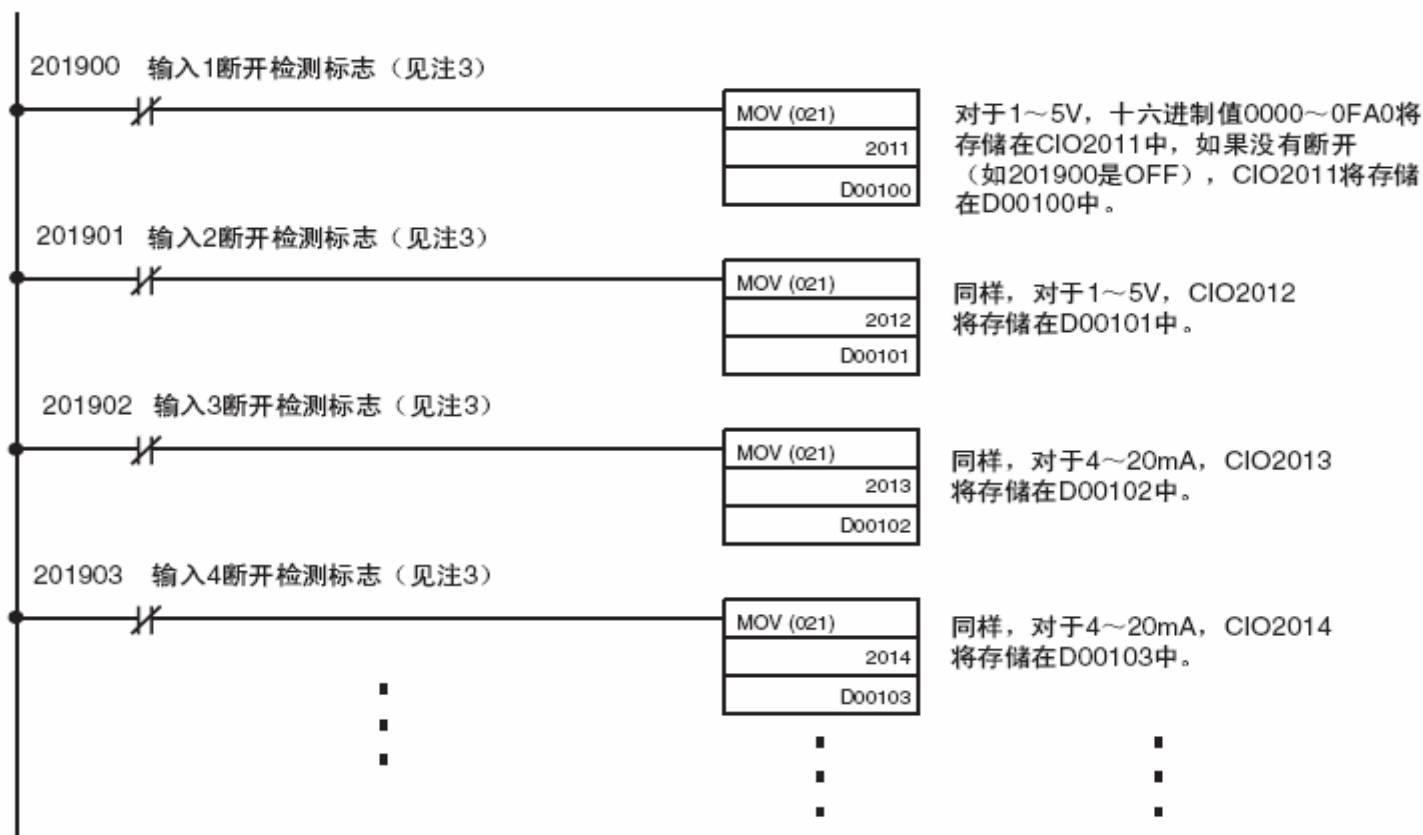 201900 输入1断开检测标志（见注3）
MOV (021)
2011
D00100
对于1～5V，十六进制值0000～0FA0将
存储在CIO2011中，如果没有断开
（如201900是OFF），CIO2011将存储
在D00100中。
201901 输入2断开检测标志（见注3）
MOV (021)
2012
D00101
同样，对于1～5V，CIO2012
将存储在D00101中。
201902 输入3断开检测标志（见注3）
MOV (021)
2013
D00102
同样，对于4～20mA，CIO2013
将存储在D00102中。
201903 输入4断开检测标志（见注3）
MOV (021)
2014
D00103
同样，对于4～20mA，CIO2014
将存储在D00103中。